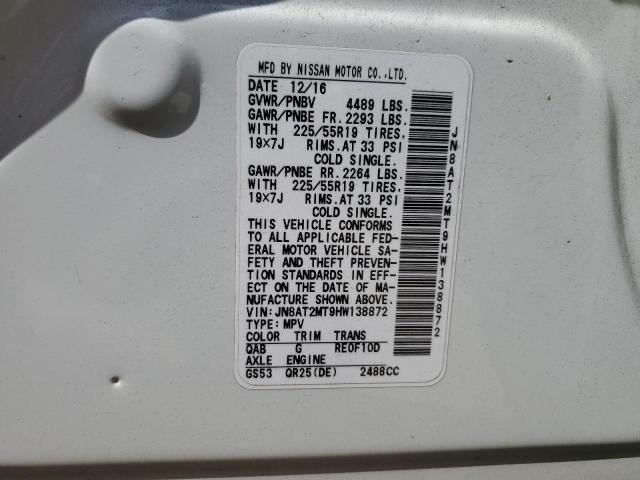 MFD BY NISSAN MOTOR CO.,LTD.
DATE 12/16
GVWR/PNBV 4489 LBS.
GAWR/PNBE FR. 2293 LBS.
WITH 225/55R19 TIRES.
19×7J RIMS.AT 33 PSI
COLD SINGLE.
GAWR/PNBE RR. 2264 LBS.
WITH 225/55R19 TIRES.
19×7J RIMS.AT 33 PSI
COLD SINGLE.
THIS VEHICLE CONFORMS
TO ALL APPLICABLE FED-
ERAL MOTOR VEHICLE SA-
FETY AND THEFT PREVEN-
TION STANDARDS IN EFF-
ECT ON THE DATE OF MA-
NUFACTURE SHOWN ABOVE.
VIN:JN8AT2MT9HW138872
TYPE:MPV
COLOR TRIM TRANS
QAB G RE0F10D
AXLE ENGINE
GS53 QR25(DE) 2488CC
JN8AT2MT9HW138872